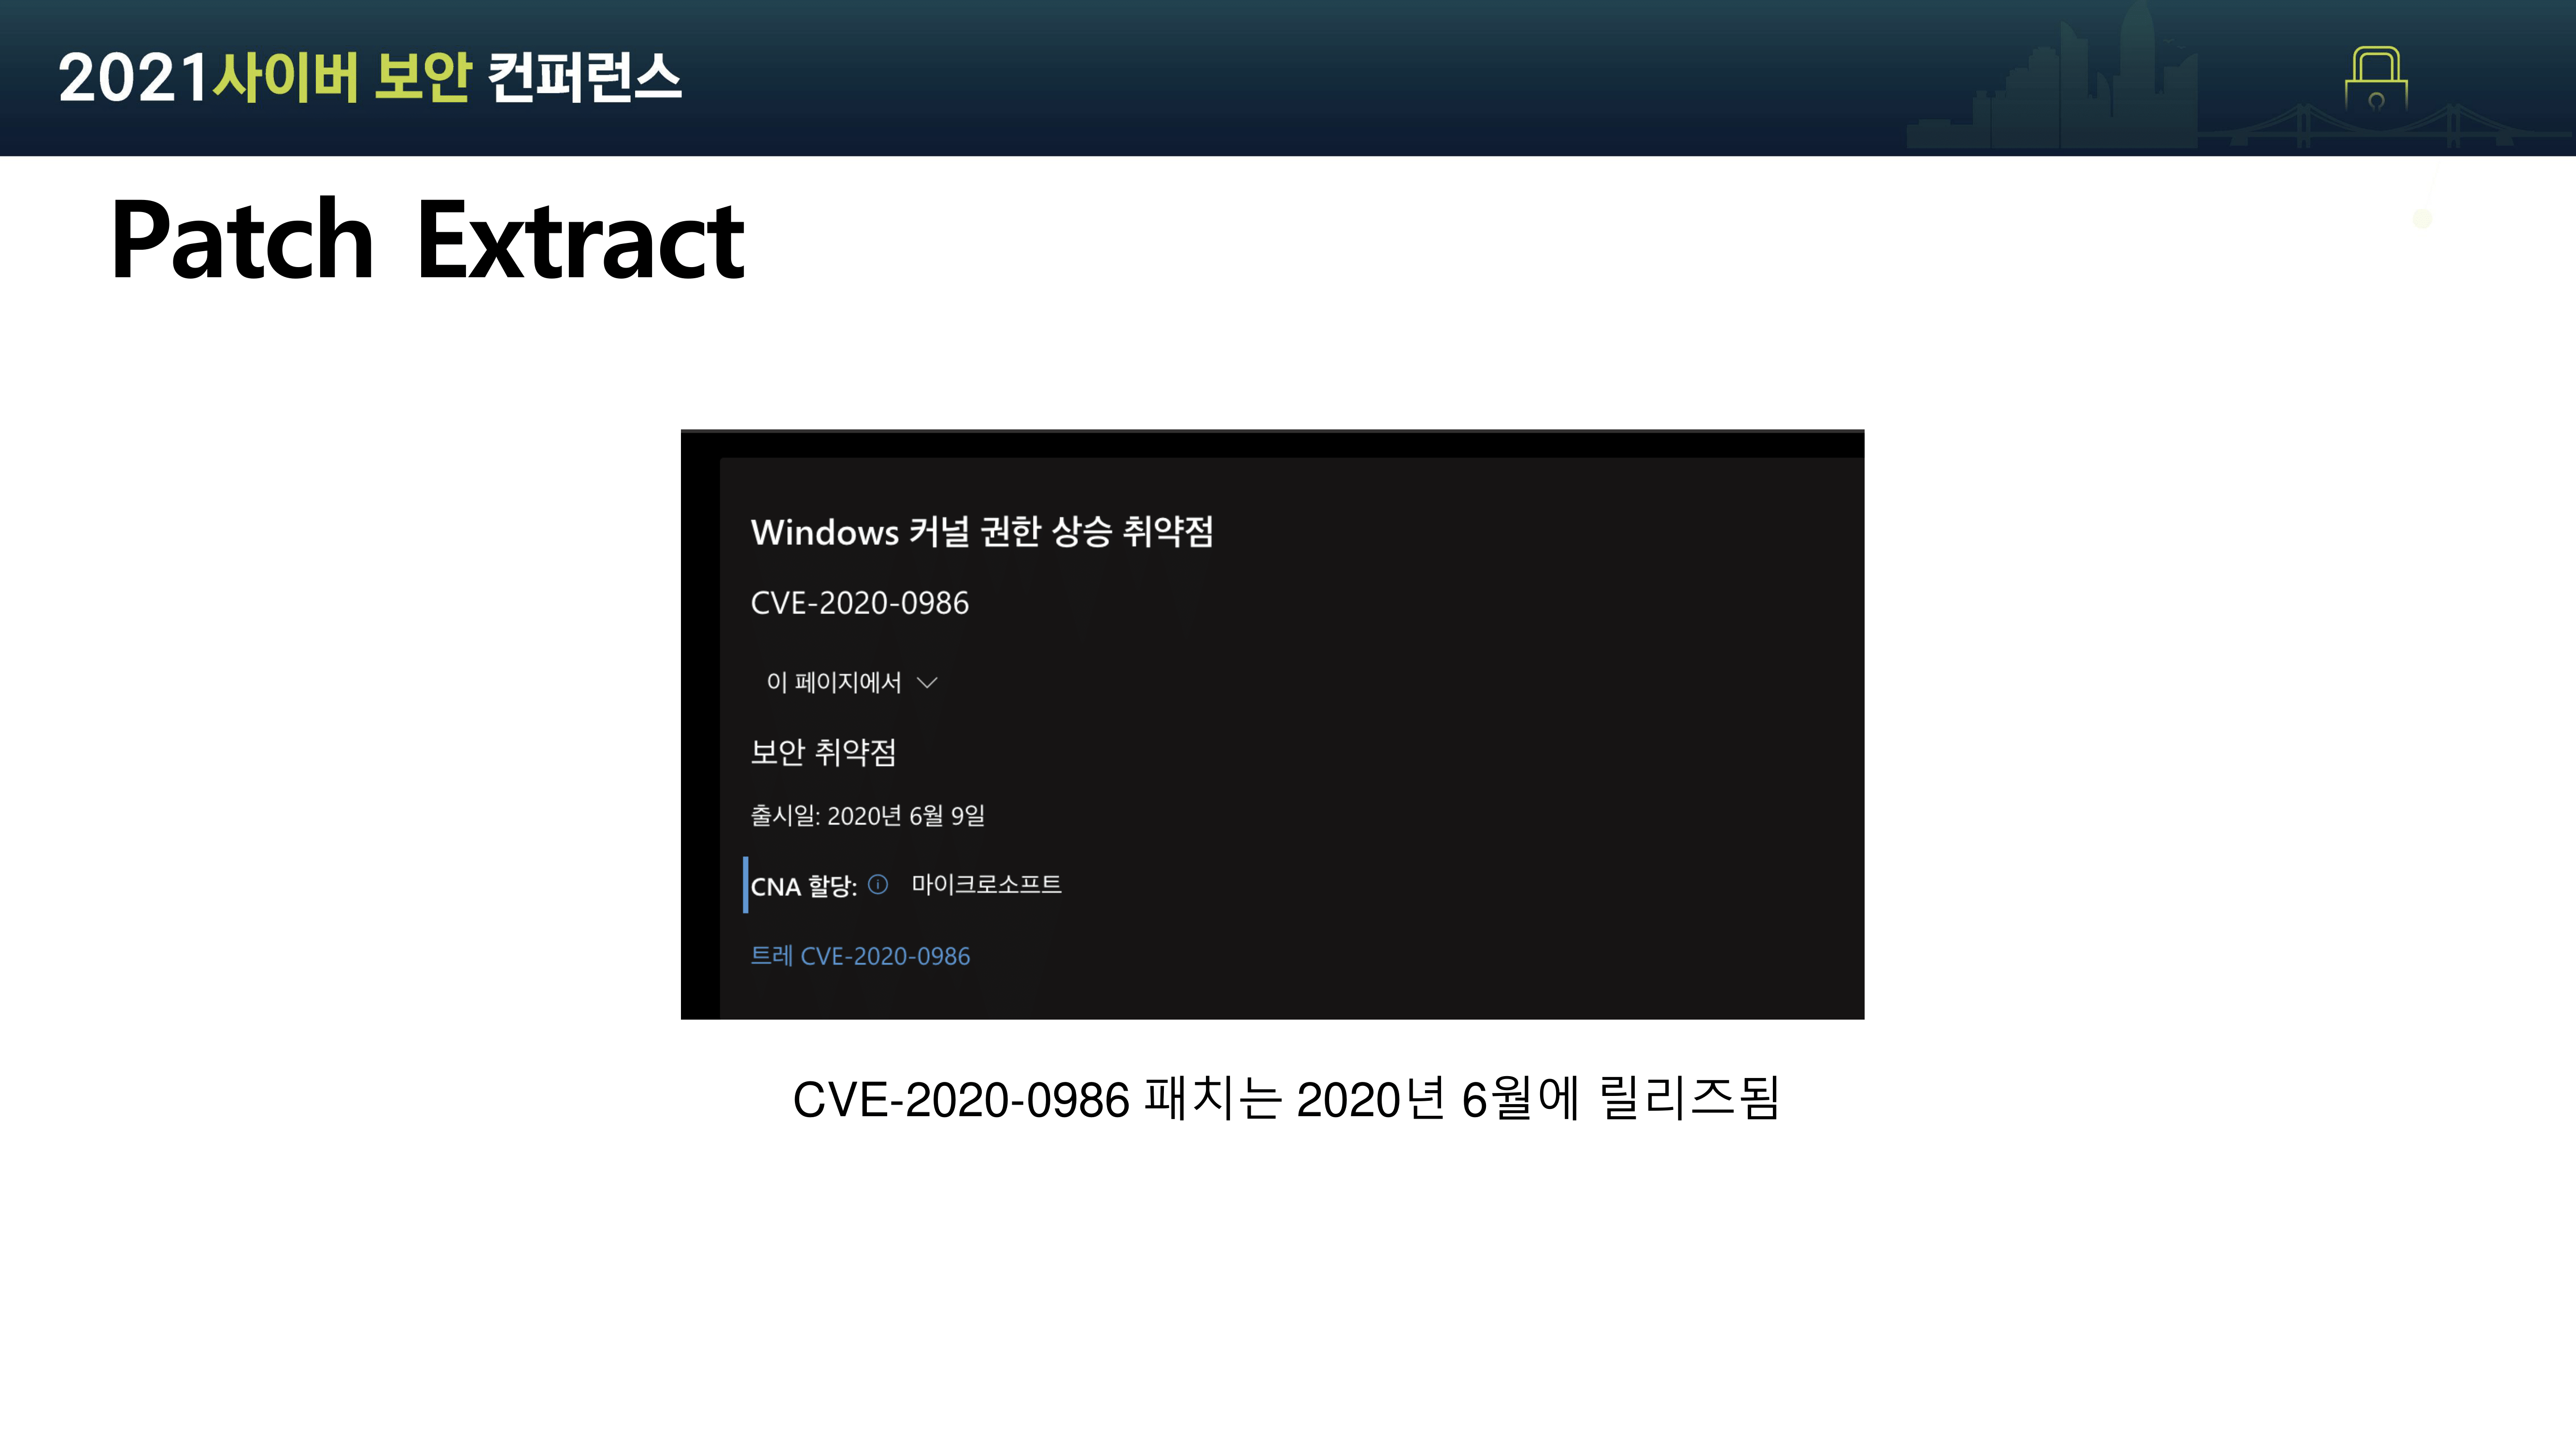 2021사이버 보안 컨퍼런스
Patch Extract
Windows 커널 권한 상승 취약점
CVE-2020-0986
이 페이지에서
보안 취약점
출시일: 2020년 6월 9일
CNA 할당: 마이크로소프트
트레 CVE-2020-0986
CVE-2020-0986 패치는 2020년 6월에 릴리즈됨